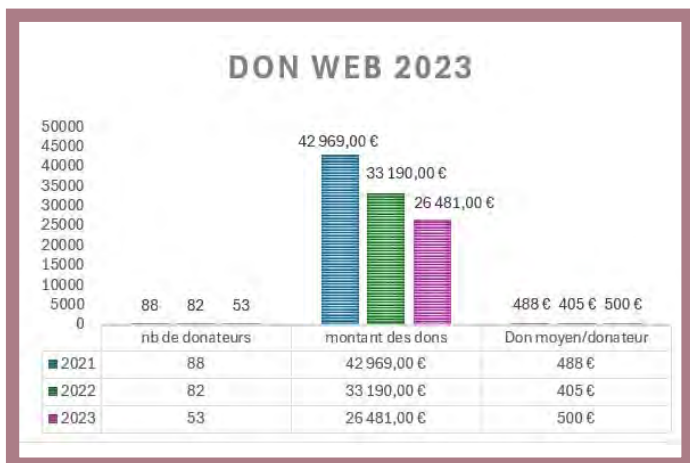 DON WEB 2023
50000
45000
40000
35000
30000
25000
20000
15000
10000
5000
0
42 969,00 €
33 190,00 €
26 481,00 €
88 82 53
488 € 405 € 500 €
nb de donateurs montant des dons Don moyen/donateur
2021 88 42 969,00 € 488 €
2022 82 33 190,00 € 405 €
2023 53 26 481,00 € 500 €